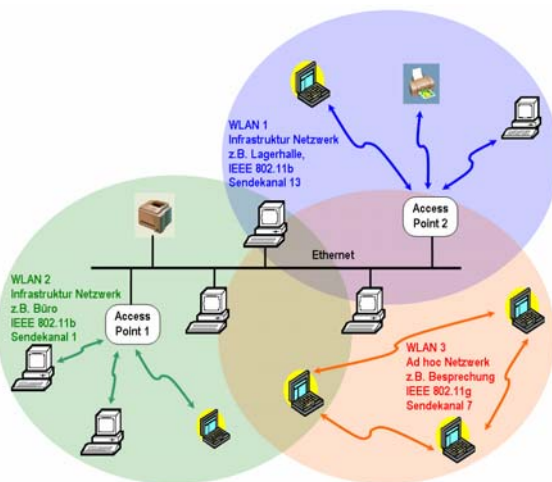 WLAN 1
Infrastruktur Netzwerk
z.B. Lagerhalle,
IEEE 802.11b
Sendekanal 13
Access
Point 2
Ethernet
WLAN 2
Infrastruktur Netzwerk
z.B. Büro
IEEE 802.11b
Sendekanal 1
Access
Point 1
WLAN 3
Ad hoc Netzwerk
z.B. Besprechung
IEEE 802.11g
Sendekanal 7